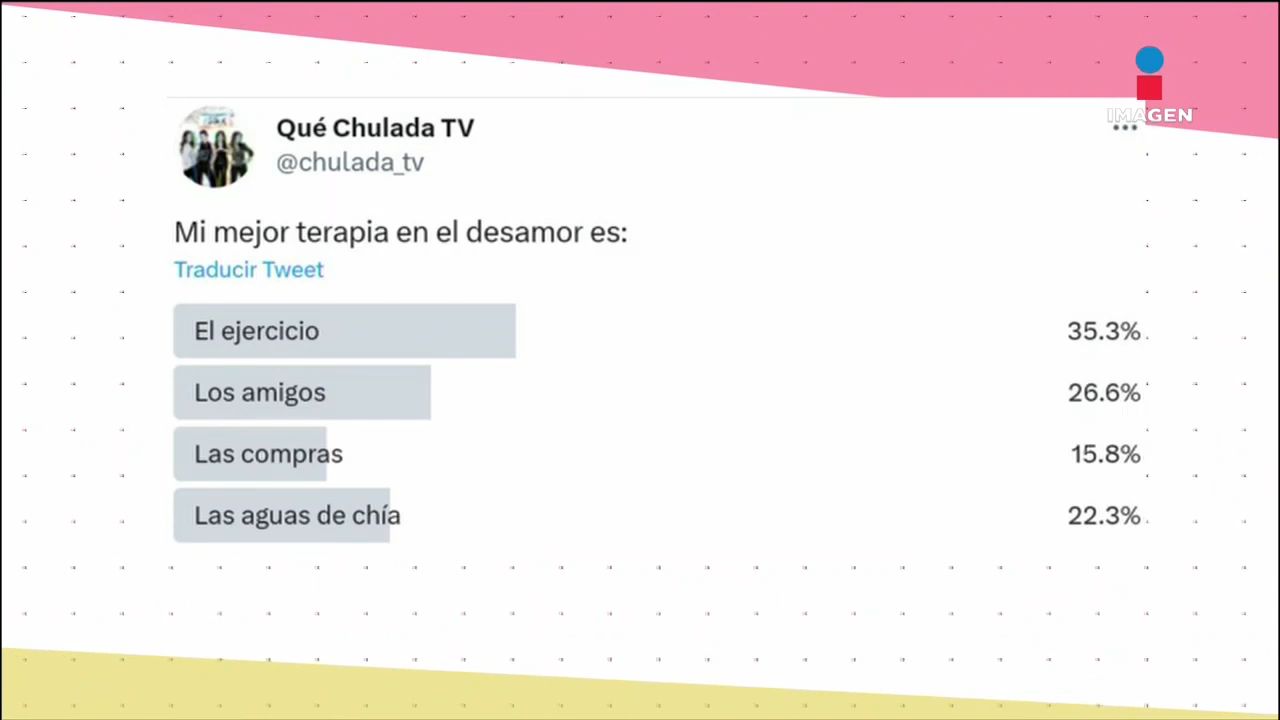 IMAGEN
Qué Chulada TV
@chulada_tv
Mi mejor terapia en el desamor es:
Traducir Tweet
El ejercicio 35.3%
Los amigos 26.6%
Las compras 15.8%
Las aguas de chía 22.3%